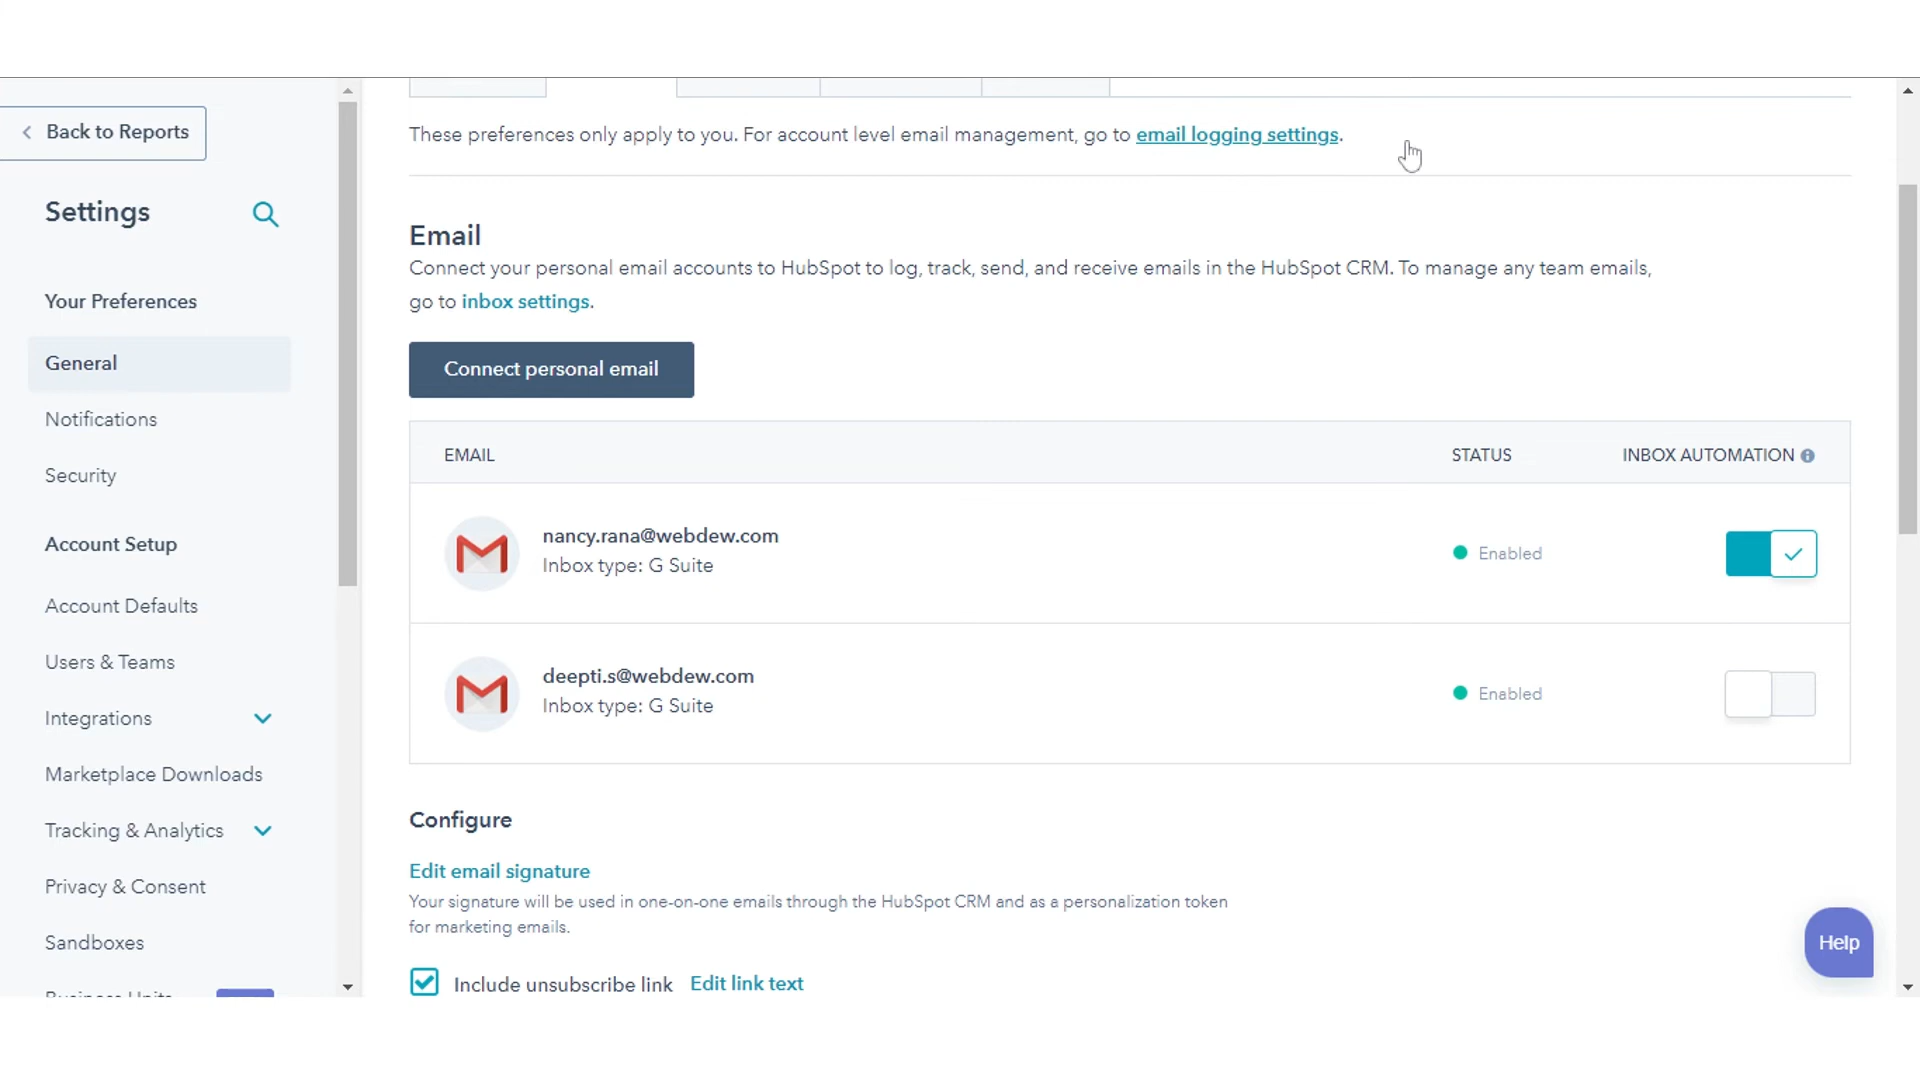 Back to Reports
Settings
Your Preferences
General
Notifications
Security
Account Setup
Account Defaults
Users & Teams
Integrations
Marketplace Downloads
Tracking & Analytics
Privacy & Consent
Sandboxes
Business Units
These preferences only apply to you. For account level email management, go to email logging settings.
Email
Connect your personal email accounts to HubSpot to log, track, send, and receive emails in the HubSpot CRM. To manage any team emails,
go to inbox settings.
Connect personal email
EMAIL STATUS INBOX AUTOMATION
nancy.rana@webdew.com
Inbox type: G Suite
Enabled
deepti.s@webdew.com
Inbox type: G Suite
Enabled
Configure
Edit email signature
Your signature will be used in one-on-one emails through the HubSpot CRM and as a personalization token
for marketing emails.
Include unsubscribe link Edit link text
Help